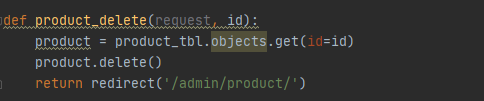 def product_delete(request, id):
    product = product_tbl.objects.get(id=id)
    product.delete()
    return redirect('/admin/product/')